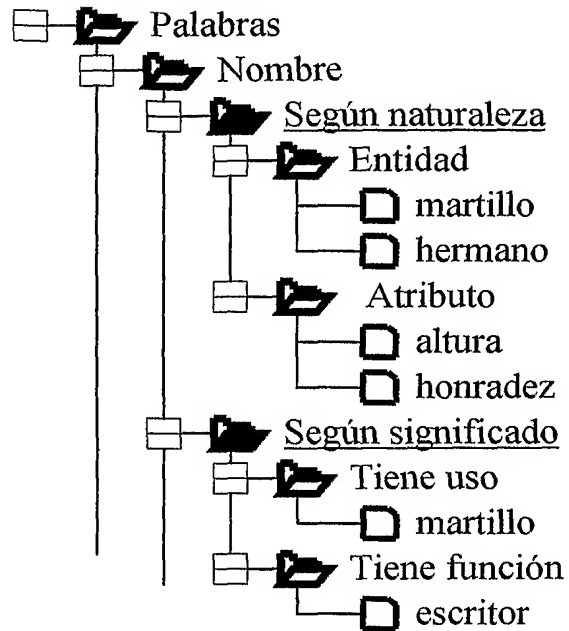 Palabras
Nombre
Según naturaleza
Entidad
martillo
hermano
Atributo
altura
honradez
Según significado
Tiene uso
martillo
Tiene función
escritor